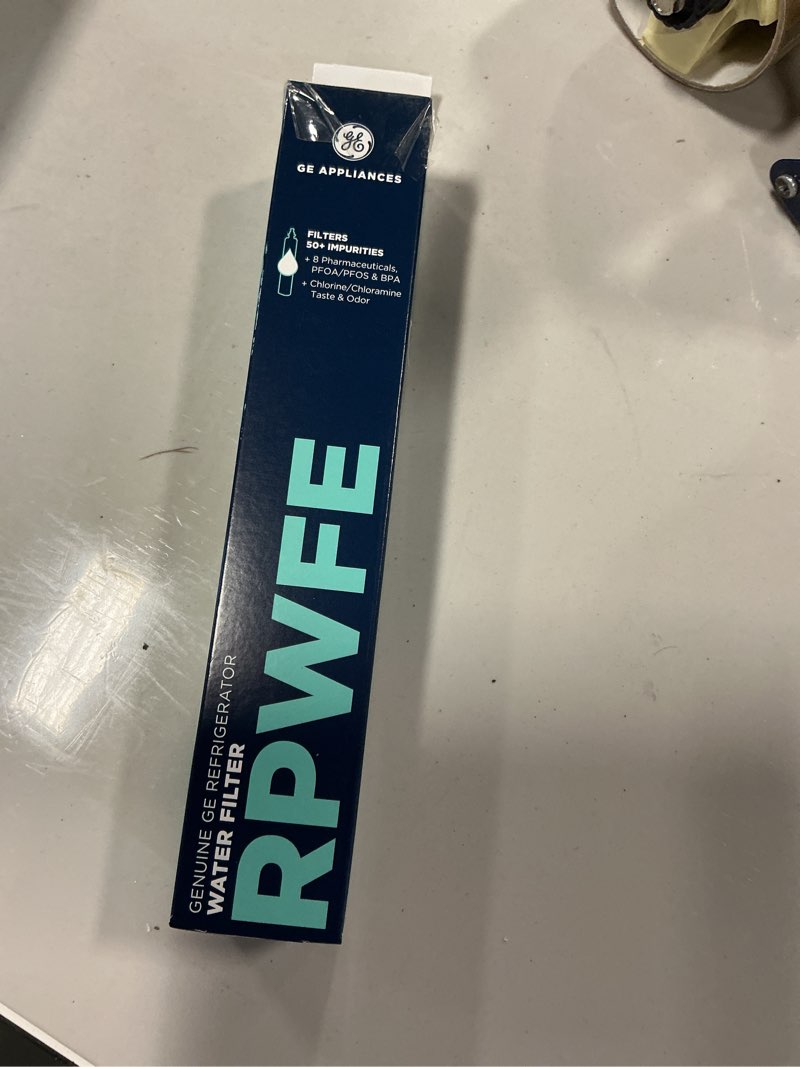 GE
GE APPLIANCES
FILTERS
50+ IMPURITIES
+ 8 Pharmaceuticals,
PFOA/PFOS & BPA
+ Chlorine/Chloramine
Taste & Odor
GENUINE GE REFRIGERATOR
WATER FILTER
RPWFE